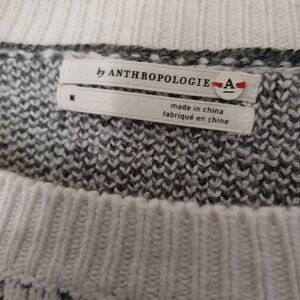 by ANTHROPOLOGIE A
M
made in china
fabriqué en chine